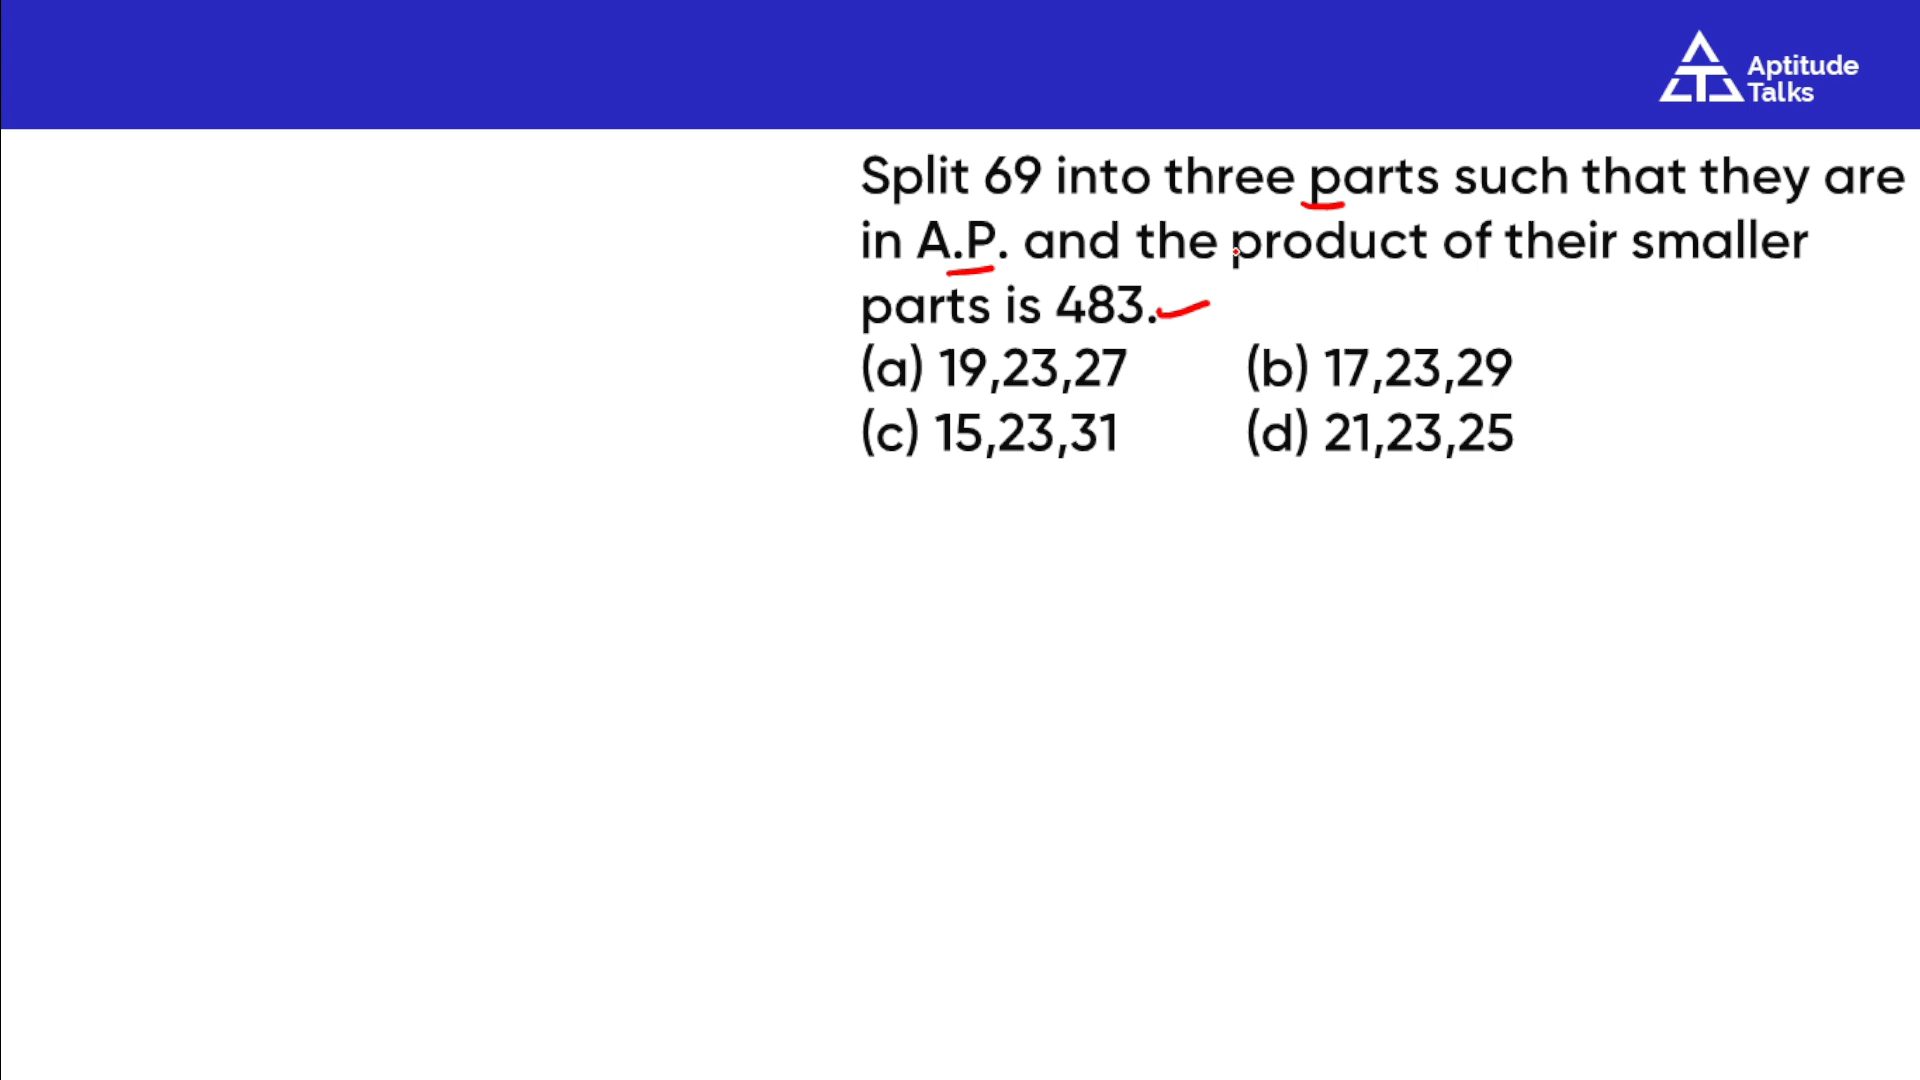 Aptitude
Talks
Split 69 into three parts such that they are
in A.P. and the product of their smaller
parts is 483.
(a) 19,23,27 (b) 17,23,29
(c) 15,23,31 (d) 21,23,25